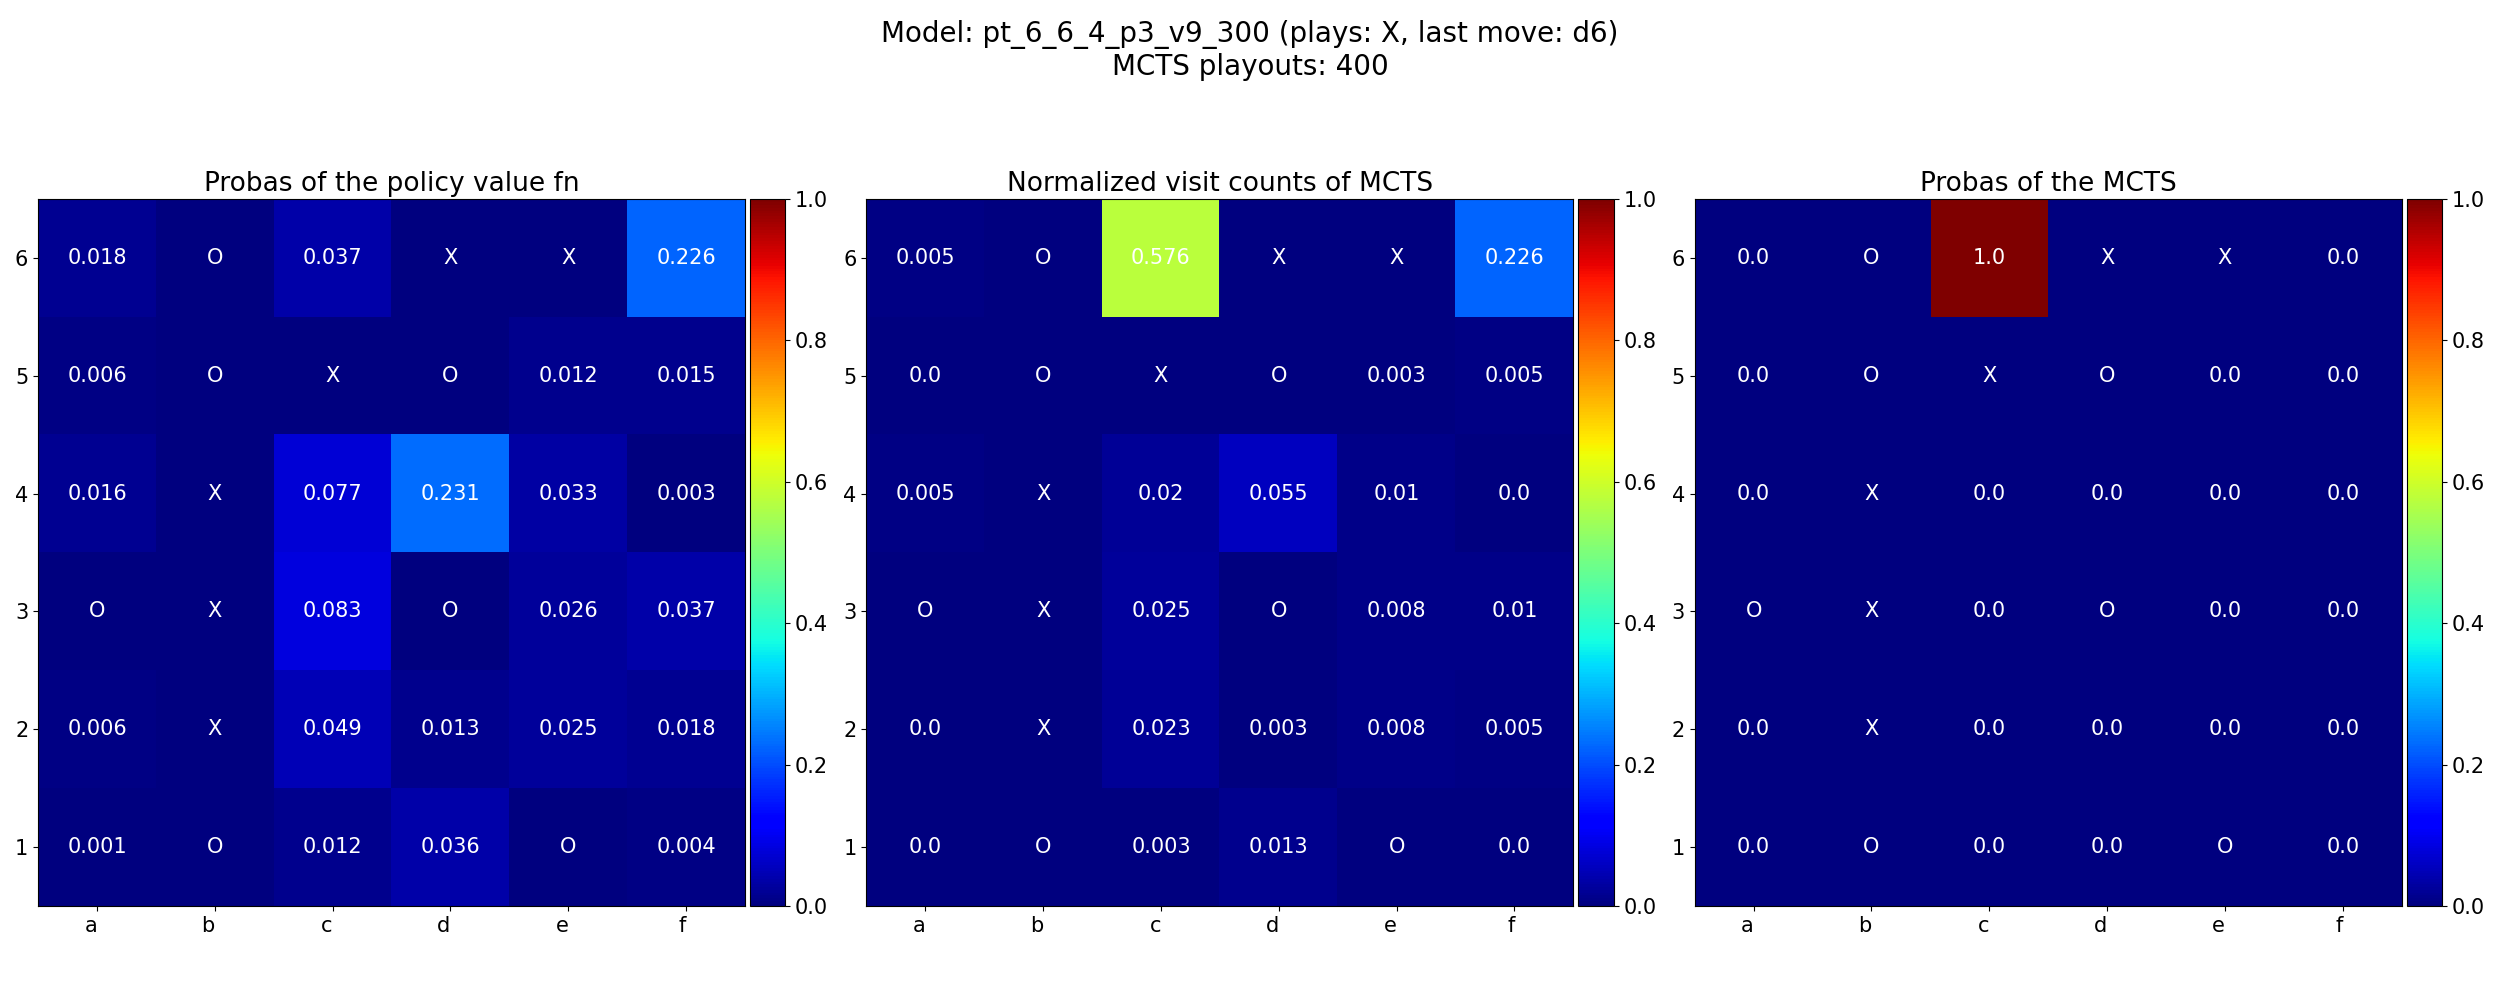 Model: pt_6_6_4_p3_v9_300 (plays: X, last move: d6)
MCTS playouts: 400
Probas of the policy value fn
6 0.018 O 0.037 X X 0.226
5 0.006 O X O 0.012 0.015
4 0.016 X 0.077 0.231 0.033 0.003
3 O X 0.083 O 0.026 0.037
2 0.006 X 0.049 0.013 0.025 0.018
1 0.001 O 0.012 0.036 O 0.004
a b c d e f
1.0
0.8
0.6
0.4
0.2
0.0
Normalized visit counts of MCTS
6 0.005 O 0.576 X X 0.226
5 0.0 O X O 0.003 0.005
4 0.005 X 0.02 0.055 0.01 0.0
3 O X 0.025 O 0.008 0.01
2 0.0 X 0.023 0.003 0.008 0.005
1 0.0 O 0.003 0.013 O 0.0
a b c d e f
1.0
0.8
0.6
0.4
0.2
0.0
Probas of the MCTS
6 0.0 O 1.0 X X 0.0
5 0.0 O X O 0.0 0.0
4 0.0 X 0.0 0.0 0.0 0.0
3 O X 0.0 O 0.0 0.0
2 0.0 X 0.0 0.0 0.0 0.0
1 0.0 O 0.0 0.0 O 0.0
a b c d e f
1.0
0.8
0.6
0.4
0.2
0.0